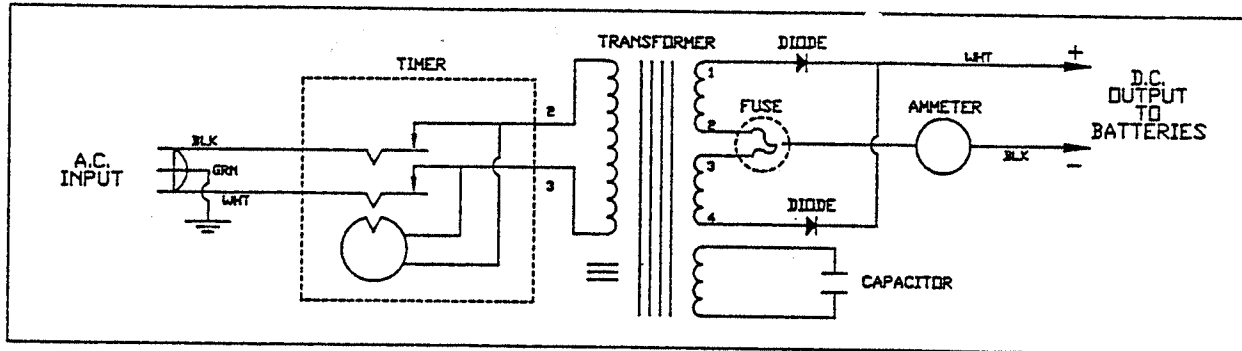 TRANSFORMER
DIODE
TIMER
WHT
+
1
D.C.
OUTPUT
TO
BATTERIES
FUSE
AMMETER
2
2
BLK
A.C.
INPUT
GRN
BLK
-
3
3
WHT
DIODE
4
CAPACITOR